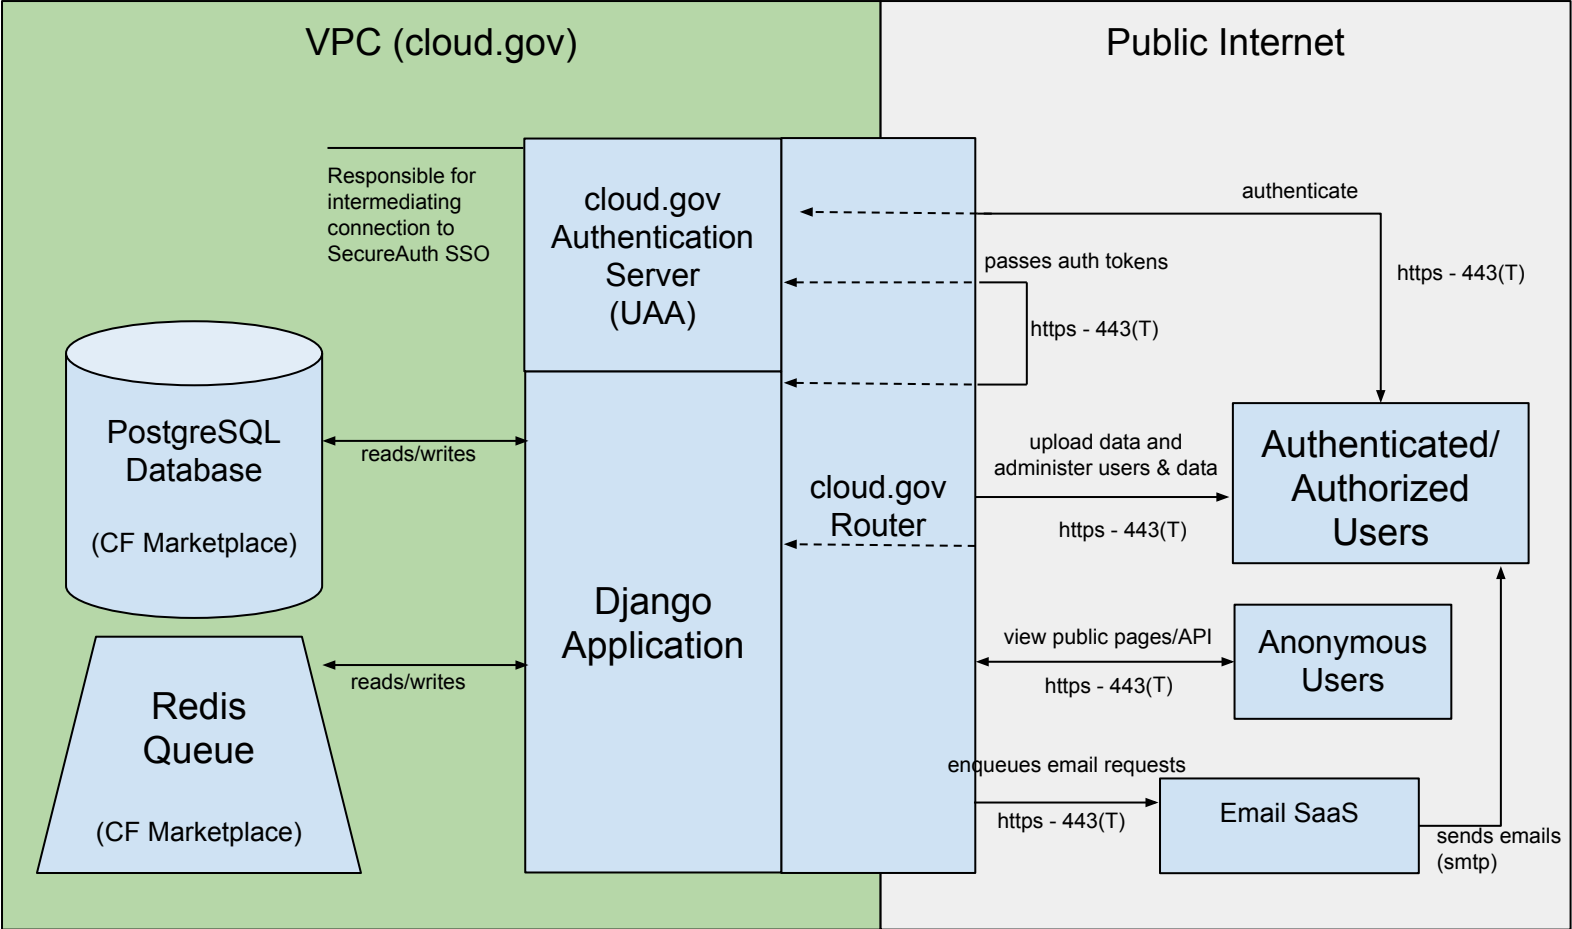 VPC (cloud.gov)
Public Internet
Responsible for
intermediating
connection to
SecureAuth SSO
cloud.gov
Authentication
Server
(UAA)
authenticate
https - 443(T)
passes auth tokens
https - 443(T)
PostgreSQL
Database
(CF Marketplace)
reads/writes
upload data and
administer users & data
https - 443(T)
Authenticated/
Authorized
Users
cloud.gov
Router
Django
Application
reads/writes
Redis
Queue
(CF Marketplace)
view public pages/API
https - 443(T)
Anonymous
Users
enqueues email requests
https - 443(T)
Email SaaS
sends emails
(smtp)